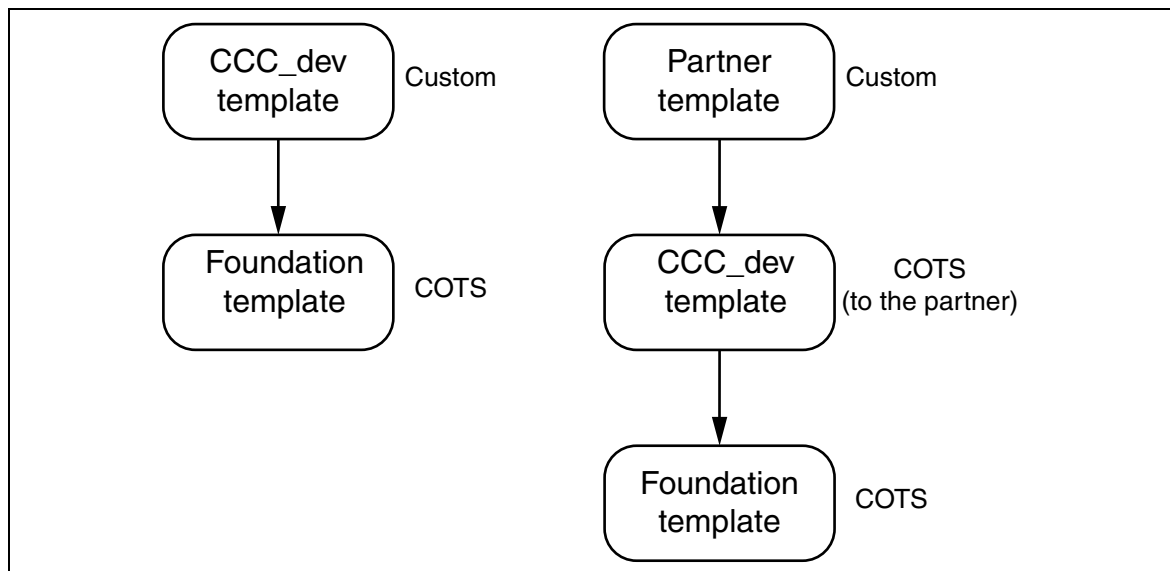 CCC_dev
template
Custom
Foundation
template
COTS
Partner
template
Custom
CCC_dev
template
COTS
(to the partner)
Foundation
template
COTS